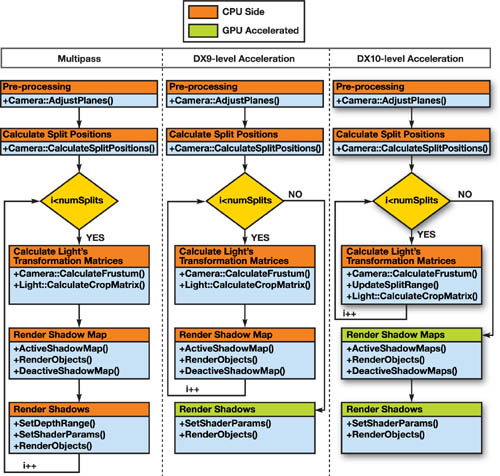 CPU Side
GPU Accelerated
Multipass
DX9-level Acceleration
DX10-level Acceleration
Pre-processing
+Camera::AdjustPlanes()
Calculate Split Positions
+Camera::CalculateSplitPositions()
i<numSplits
YES
Calculate Light's
Transformation Matrices
+Camera::CalculateFrustum()
+Light::CalculateCropMatrix()
Render Shadow Map
+ActiveShadowMap()
+RenderObjects()
+DeactiveShadowMap()
Render Shadows
+SetDepthRange()
+SetShaderParams()
+RenderObjects()
i++
Pre-processing
+Camera::AdjustPlanes()
Calculate Split Positions
+Camera::CalculateSplitPositions()
i<numSplits
NO
YES
Calculate Light's
Transformation Matrices
+Camera::CalculateFrustum()
+Light::CalculateCropMatrix()
Render Shadow Map
+ActiveShadowMap()
+RenderObjects()
+DeactiveShadowMap()
i++
Render Shadows
+SetShaderParams()
+RenderObjects()
Pre-processing
+Camera::AdjustPlanes()
Calculate Split Positions
+Camera::CalculateSplitPositions()
i<numSplits
NO
YES
Calculate Light's
Transformation Matrices
+Camera::CalculateFrustum()
+UpdateSplitRange()
+Light::CalculateCropMatrix()
i++
Render Shadow Maps
+ActiveShadowMaps()
+RenderObjects()
+DeactiveShadowMaps()
Render Shadows
+SetShaderParams()
+RenderObjects()